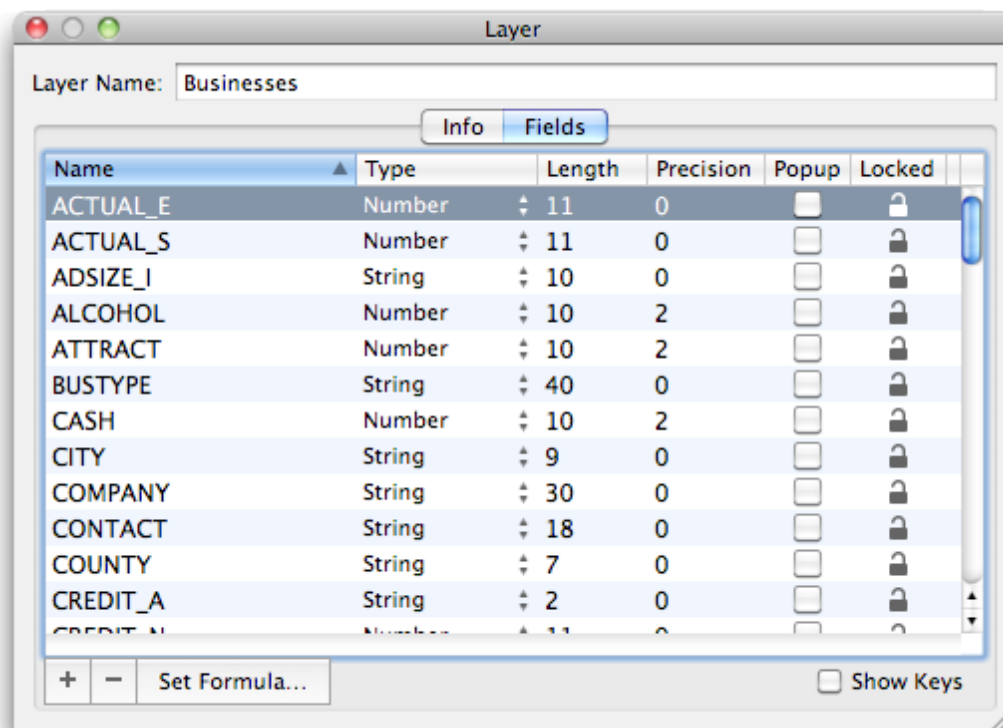 Layer
Layer Name: Businesses
Info Fields
Name Type Length Precision Popup Locked
ACTUAL_E Number 11 0
ACTUAL_S Number 11 0
ADSIZE_I String 10 0
ALCOHOL Number 10 2
ATTRACT Number 10 2
BUSTYPE String 40 0
CASH Number 10 2
CITY String 9 0
COMPANY String 30 0
CONTACT String 18 0
COUNTY String 7 0
CREDIT_A String 2 0
+ − Set Formula... Show Keys